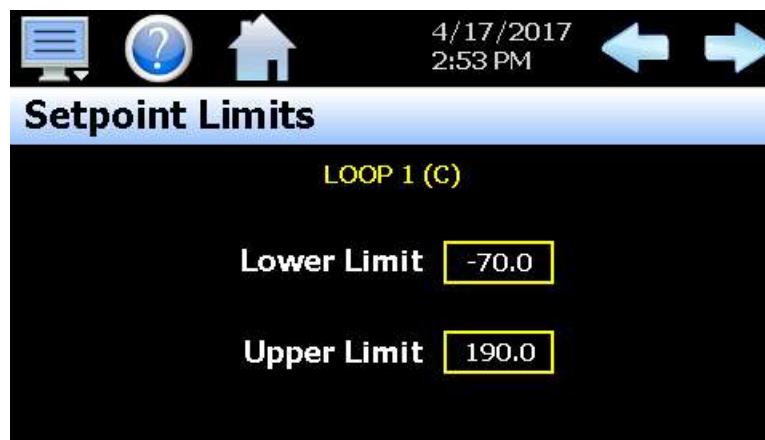 4/17/2017
2:53 PM
Setpoint Limits
LOOP 1 (C)
Lower Limit -70.0
Upper Limit 190.0